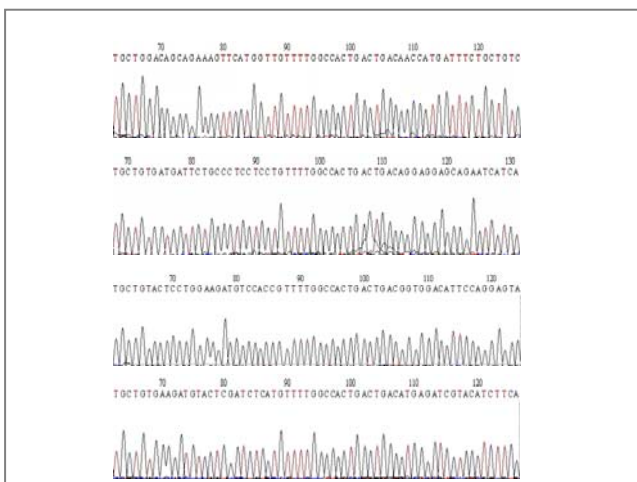 70 80 90 100 110 120
TGCTGGACAGCAGAAAGTTCATGGTTGTTTTGGCCACTGACTGACAACCATGATTTCTGCTGTC
70 80 90 100 110 120 130
TGCTGTGATGATTCTGCCCTCCTCCTGTTTTGGCCACTGACTGACAGGAGGAGCAGAATCATCA
70 80 90 100 110 120
TGCTGTACTCCTGGAAGATGTCCACCGTTTTGGCCACTGACTGACGGTGGACATTCCAGGAGTA
70 80 90 100 110 120
TGCTGTGAAGATGTACTCGATCTCATGTTTTGGCCACTGACTGACATGAGATCGTACATCTTCA